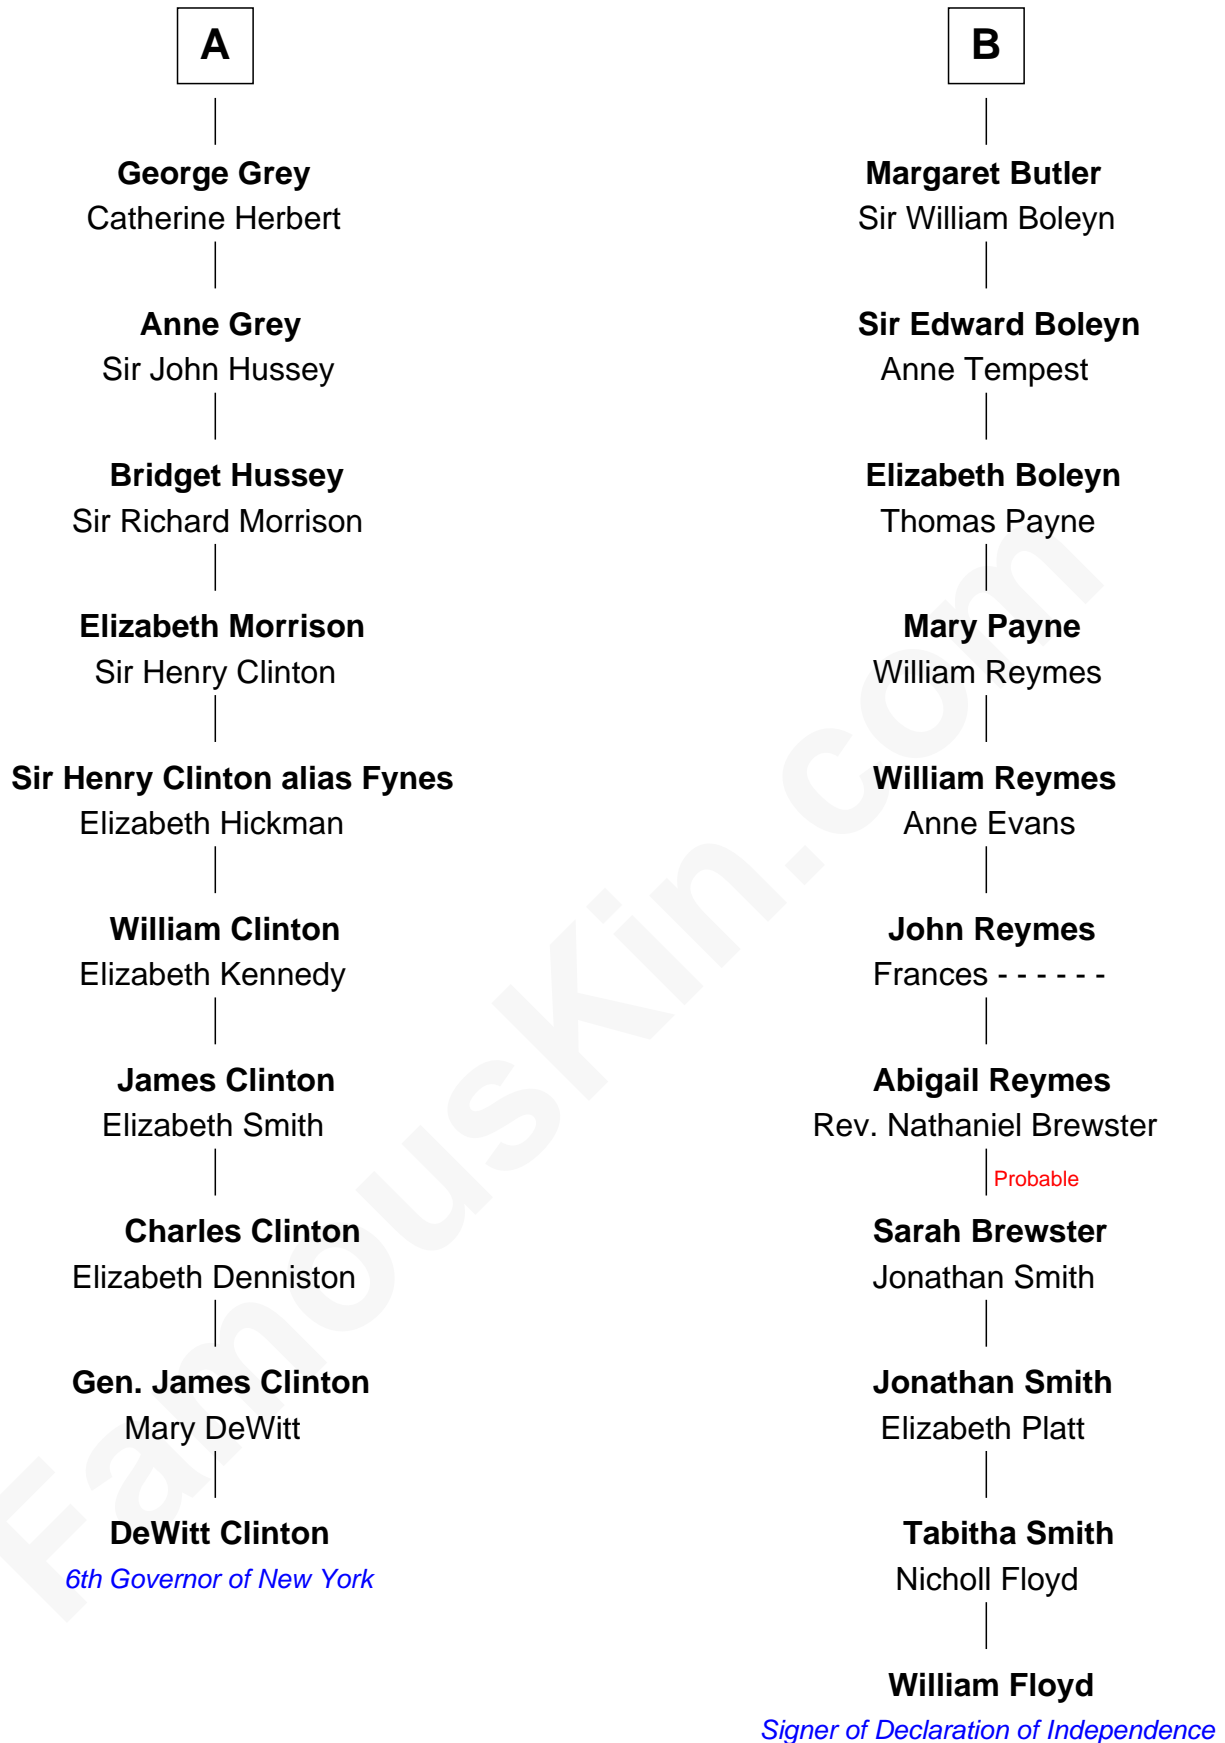 A
George Grey
Catherine Herbert
Anne Grey
Sir John Hussey
Bridget Hussey
Sir Richard Morrison
Elizabeth Morrison
Sir Henry Clinton
Sir Henry Clinton alias Fynes
Elizabeth Hickman
William Clinton
Elizabeth Kennedy
James Clinton
Elizabeth Smith
Charles Clinton
Elizabeth Denniston
Gen. James Clinton
Mary DeWitt
DeWitt Clinton
6th Governor of New York
B
Margaret Butler
Sir William Boleyn
Sir Edward Boleyn
Anne Tempest
Elizabeth Boleyn
Thomas Payne
Mary Payne
William Reymes
William Reymes
Anne Evans
John Reymes
Frances - - - - - -
Abigail Reymes
Rev. Nathaniel Brewster
Probable
Sarah Brewster
Jonathan Smith
Jonathan Smith
Elizabeth Platt
Tabitha Smith
Nicholl Floyd
William Floyd
Signer of Declaration of Independence
FamousKin.com